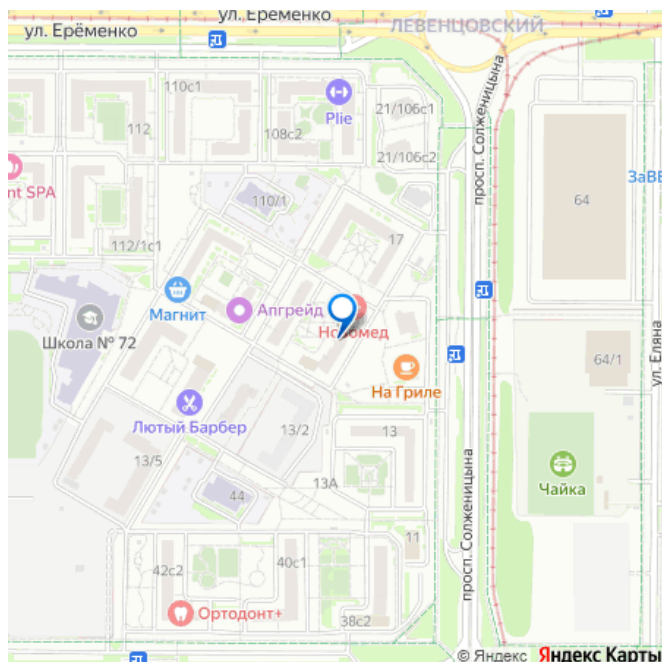 ул. Еременко
ул. Ерёменко
ЛЕВЕНЦОВСКИЙ
110с1
Plie
21/106с1
112
108с2
просп. Солженицына
21/106с2
ЗаВЕ
nt SPA
64
110/1
17
112/1с1
Магнит
Апгрейд
Новомед
Школа № 72
ул. Еляна
64/1
На Гриле
Лютый Барбер
13/2
13
13/5
Чайка
13А
44
просп. Солженицына
11
42с2
40с1
Ортодонт+
38с2
© Яндекс Яндекс Карты